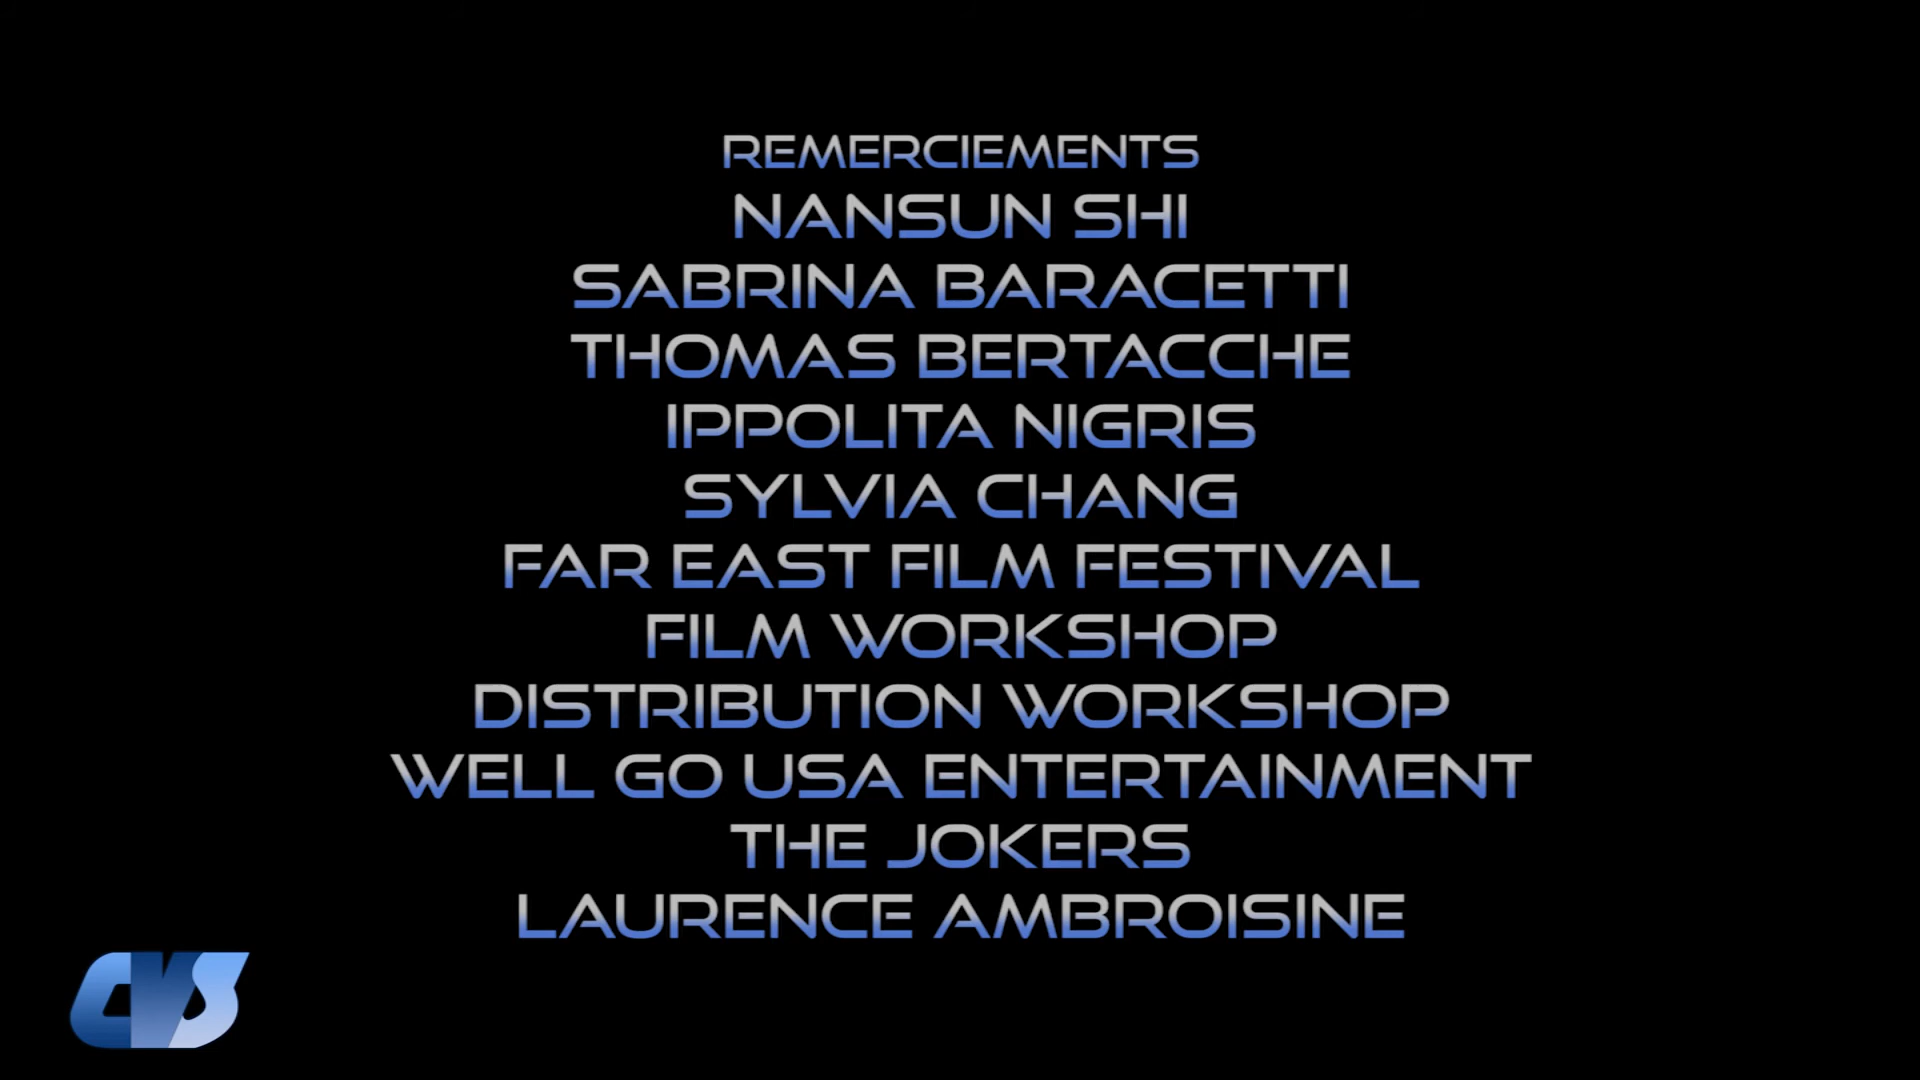 REMERCIEMENTS
NANSUN SHI
SABRINA BARACETTI
THOMAS BERTACCHE
IPPOLITA NIGRIS
SYLVIA CHANG
FAR EAST FILM FESTIVAL
FILM WORKSHOP
DISTRIBUTION WORKSHOP
WELL GO USA ENTERTAINMENT
THE JOKERS
LAURENCE AMBROISINE
CVS